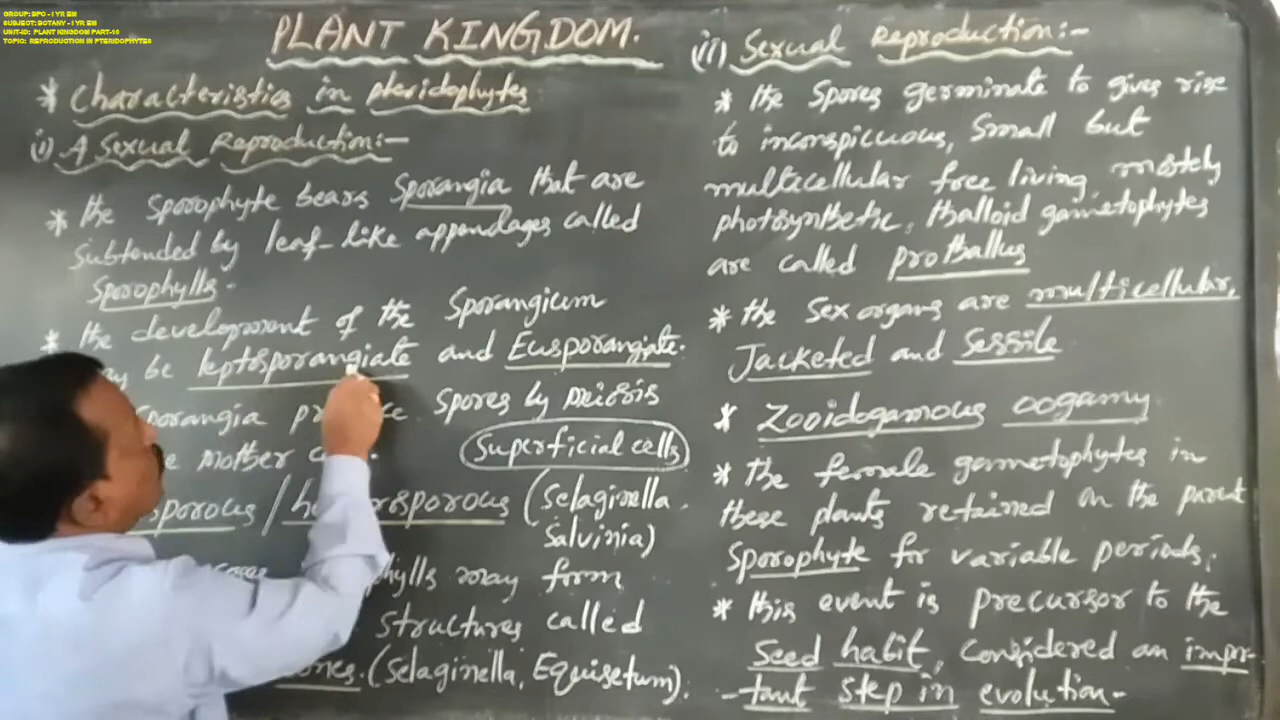 GROUP: BPC - I YR EM
SUBJECT: BOTANY - I YR EM
UNIT-ID: PLANT KINGDOM PART-10
TOPIC: REPRODUCTION IN PTERIDOPHYTES
PLANT KINGDOM.
* Characteristics in pteridophytes
(i) A Sexual Reproduction:-
* the Sporophyte bears Sporangia that are
Subtended by leaf-like appendages called
Sporophylls.
* the development of the Sporangium
be leptosporangiate and Eusporangiate.
Spores by meiosis
mother
Superficial cells
sporous / (Selaginella.
Salvinia)
may form
Structures called
(Selaginella, Equisetum).
(ii) Sexual Reproduction:-
* the Spores germinate to gives rise
to inconspicuous, Small but
multicellular free living, mostely
photosynthetic, thalloid gametophytes
are called prothallus
* the Sex organs are multicellular,
Jacketed and Sessile
* Zooidogamous oogamy.
* the female gametophytes in
these plants retained on the parent
Sporophyte for variable periods.
* this event is precursor to the
Seed habit, considered an impr-
-tant step in evolution-